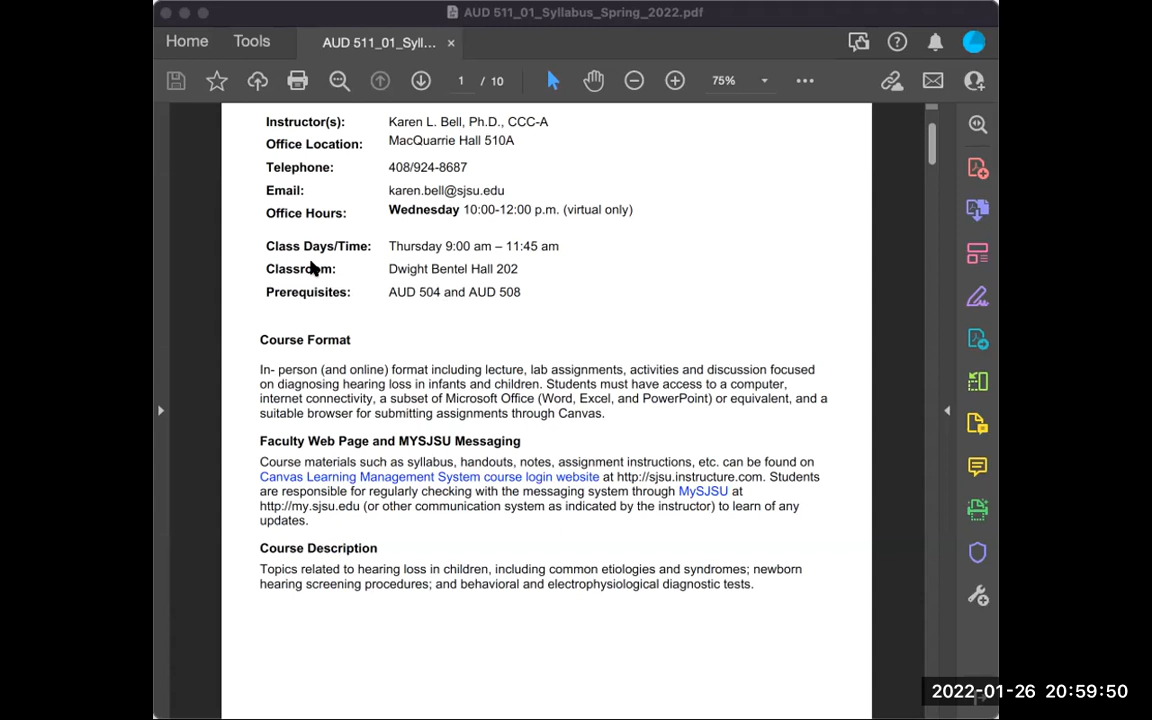 AUD 511_01_Syllabus_Spring_2022.pdf
Home Tools AUD 511_01_Syll... ×
1 / 10 75%
Instructor(s): Karen L. Bell, Ph.D., CCC-A
Office Location: MacQuarrie Hall 510A
Telephone: 408/924-8687
Email: karen.bell@sjsu.edu
Office Hours: Wednesday 10:00-12:00 p.m. (virtual only)
Class Days/Time: Thursday 9:00 am – 11:45 am
Classroom: Dwight Bentel Hall 202
Prerequisites: AUD 504 and AUD 508
Course Format
In- person (and online) format including lecture, lab assignments, activities and discussion focused
on diagnosing hearing loss in infants and children. Students must have access to a computer,
internet connectivity, a subset of Microsoft Office (Word, Excel, and PowerPoint) or equivalent, and a
suitable browser for submitting assignments through Canvas.
Faculty Web Page and MYSJSU Messaging
Course materials such as syllabus, handouts, notes, assignment instructions, etc. can be found on
Canvas Learning Management System course login website at http://sjsu.instructure.com. Students
are responsible for regularly checking with the messaging system through MySJSU at
http://my.sjsu.edu (or other communication system as indicated by the instructor) to learn of any
updates.
Course Description
Topics related to hearing loss in children, including common etiologies and syndromes; newborn
hearing screening procedures; and behavioral and electrophysiological diagnostic tests.
2022-01-26 20:59:50